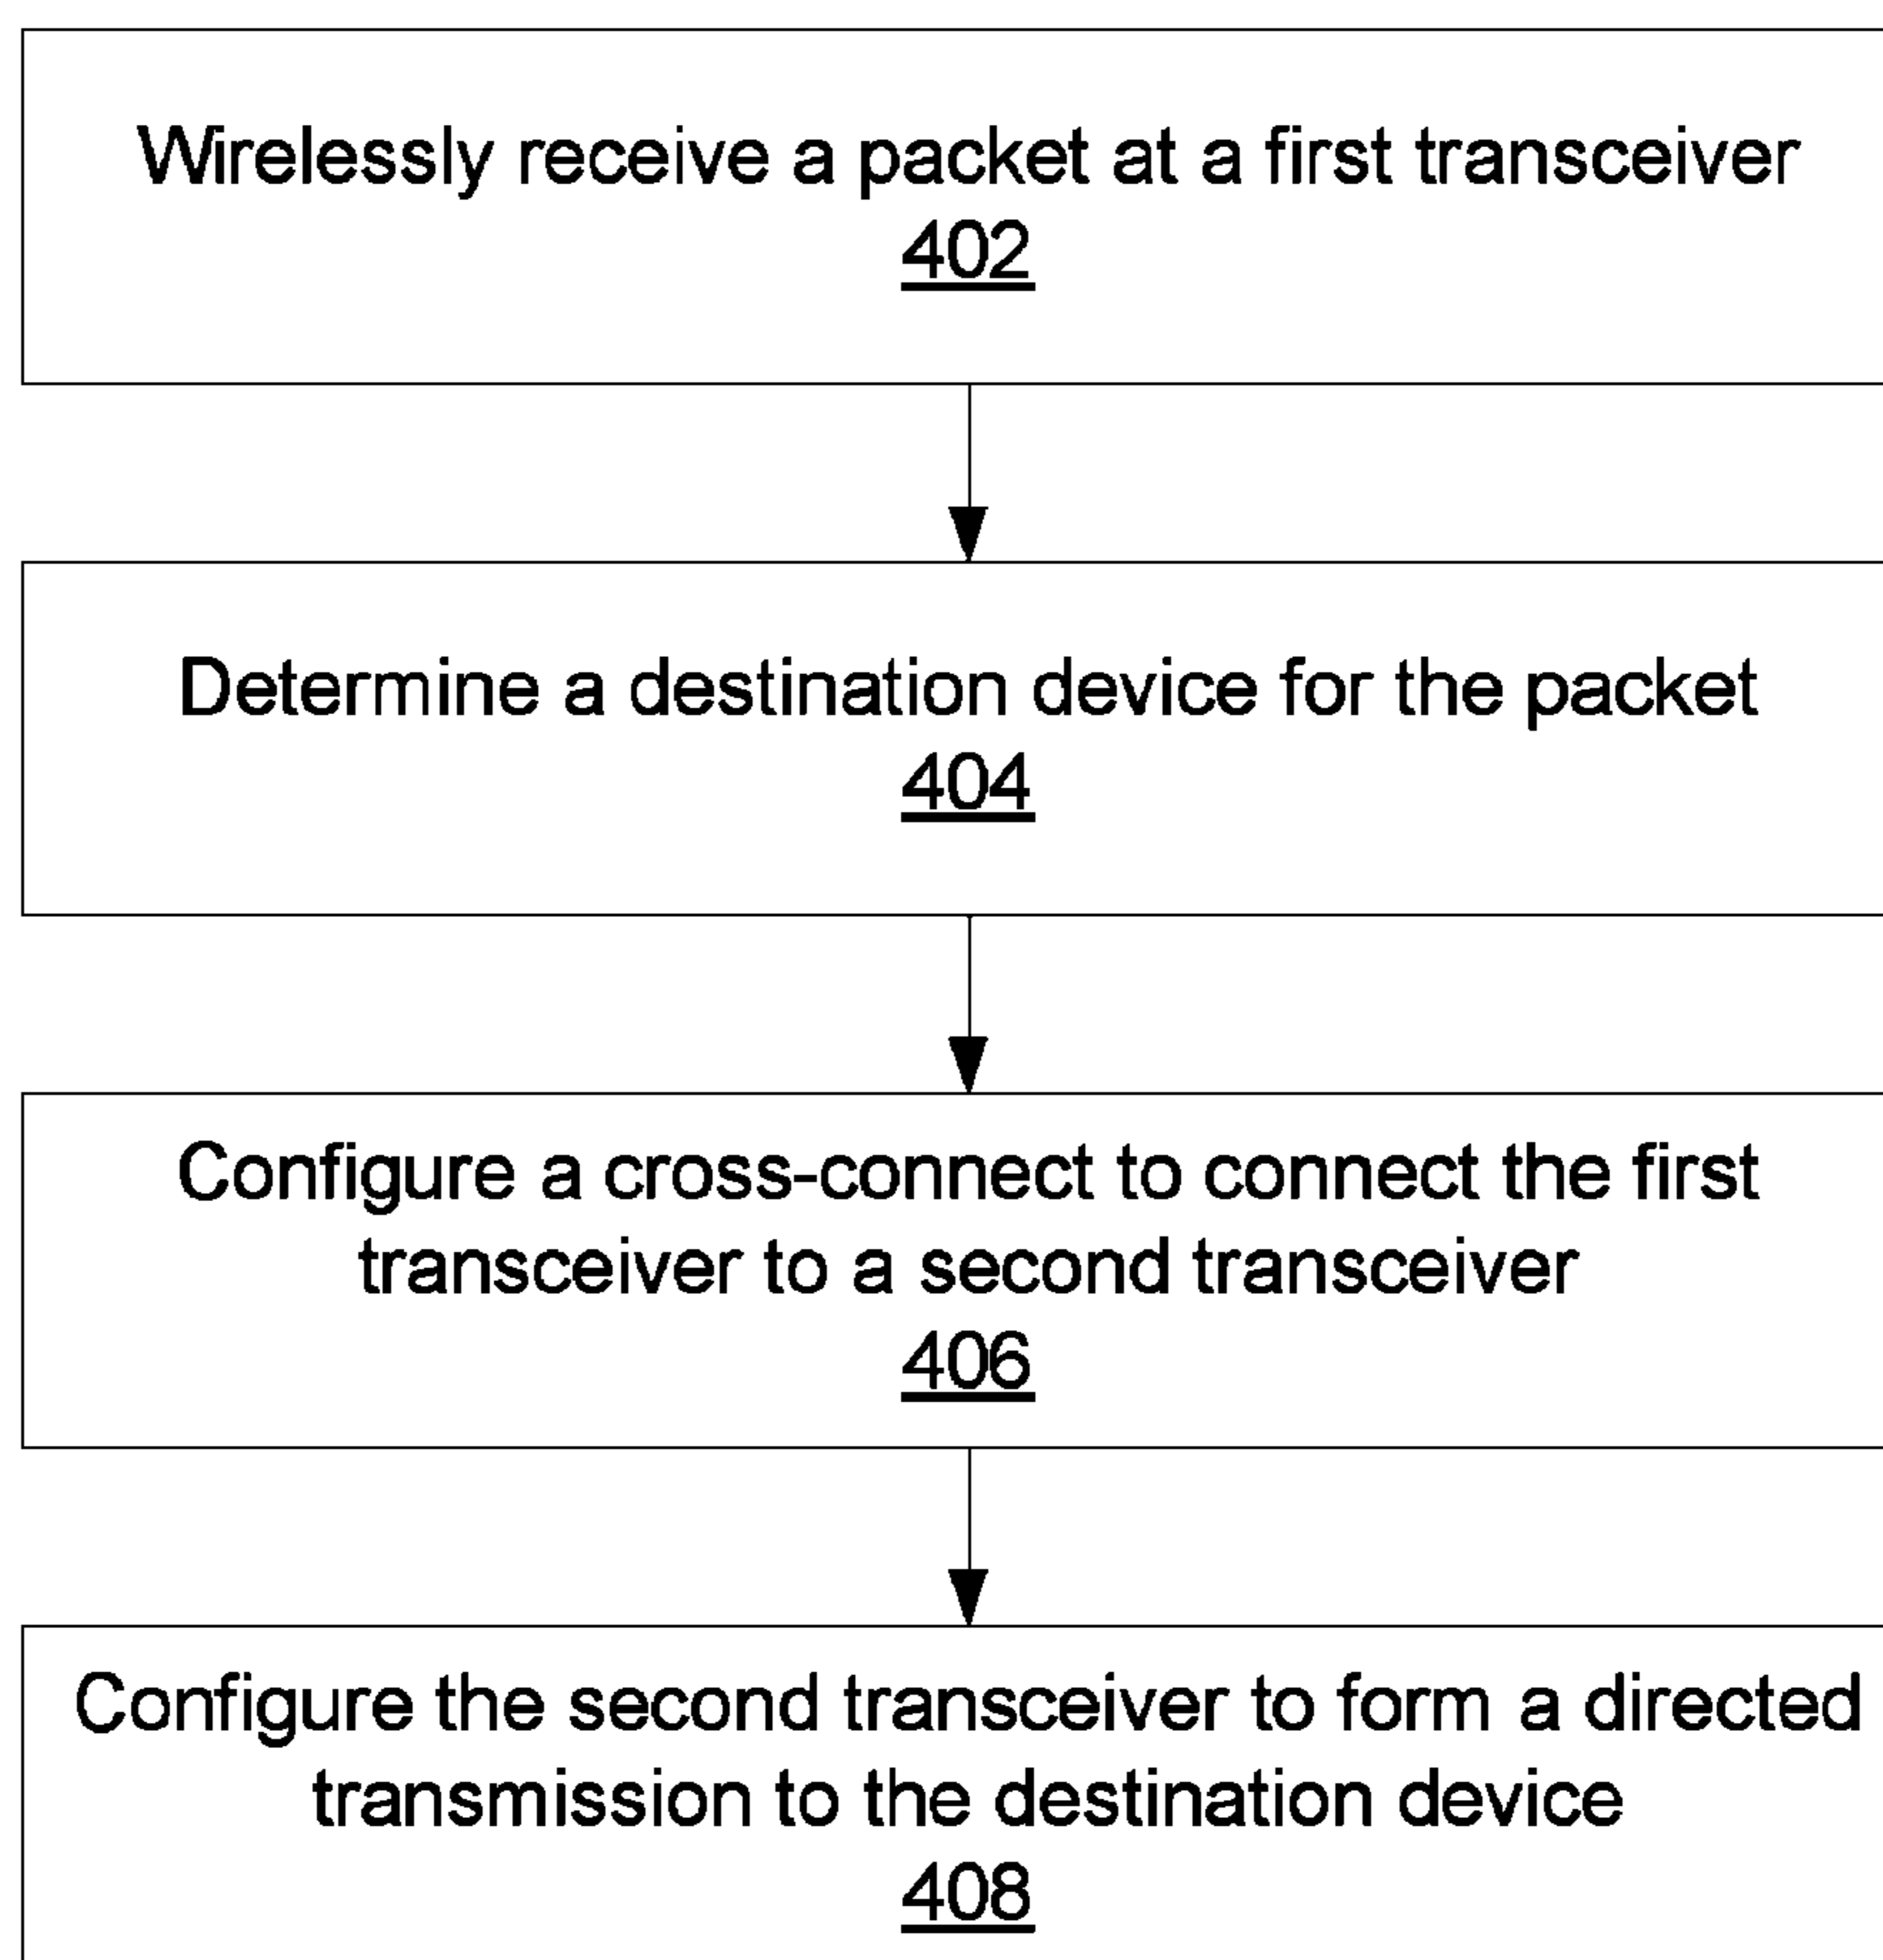 Wirelessly receive a packet at a first transceiver
402
Determine a destination device for the packet
404
Configure a cross-connect to connect the first
transceiver to a second transceiver
406
Configure the second transceiver to form a directed
transmission to the destination device
408